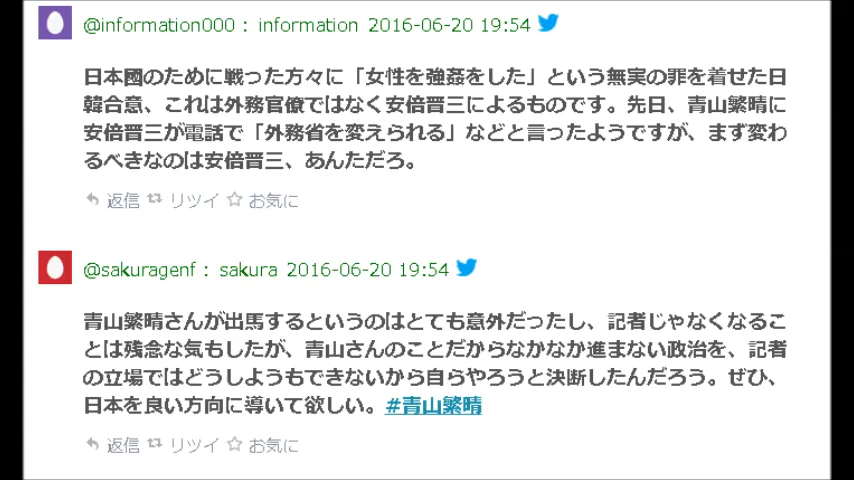 @information000 : information 2016-06-20 19:54
日本國のために戦った方々に「女性を強姦をした」という無実の罪を着せた日
韓合意、これは外務官僚ではなく安倍晋三によるものです。先日、青山繁晴に
安倍晋三が電話で「外務省を変えられる」などと言ったようですが、まず変わ
るべきなのは安倍晋三、あんただろ。
返信 リツイ お気に
@sakuragenf : sakura 2016-06-20 19:54
青山繁晴さんが出馬するというのはとても意外だったし、記者じゃなくなるこ
とは残念な気もしたが、青山さんのことだからなかなか進まない政治を、記者
の立場ではどうしようもできないから自らやろうと決断したんだろう。ぜひ、
日本を良い方向に導いて欲しい。#青山繁晴
返信 リツイ お気に